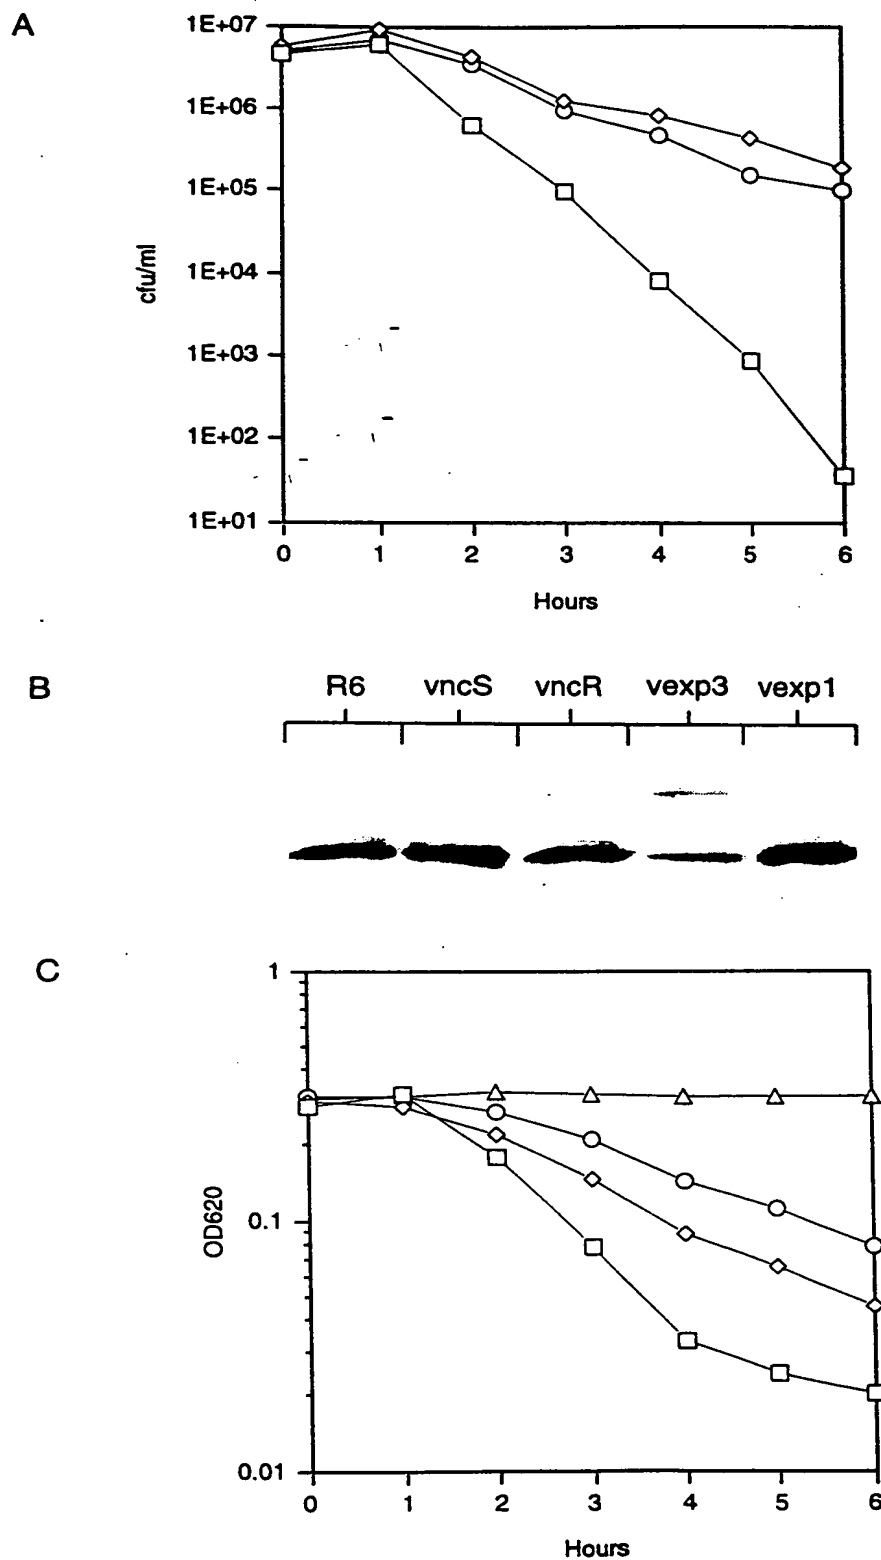 A
1E+07
1E+06
1E+05
1E+04
1E+03
1E+02
1E+01
cfu/ml
0 1 2 3 4 5 6
Hours
B
R6 vncS vncR vexp3 vexp1
C
1
0.1
0.01
OD620
0 1 2 3 4 5 6
Hours